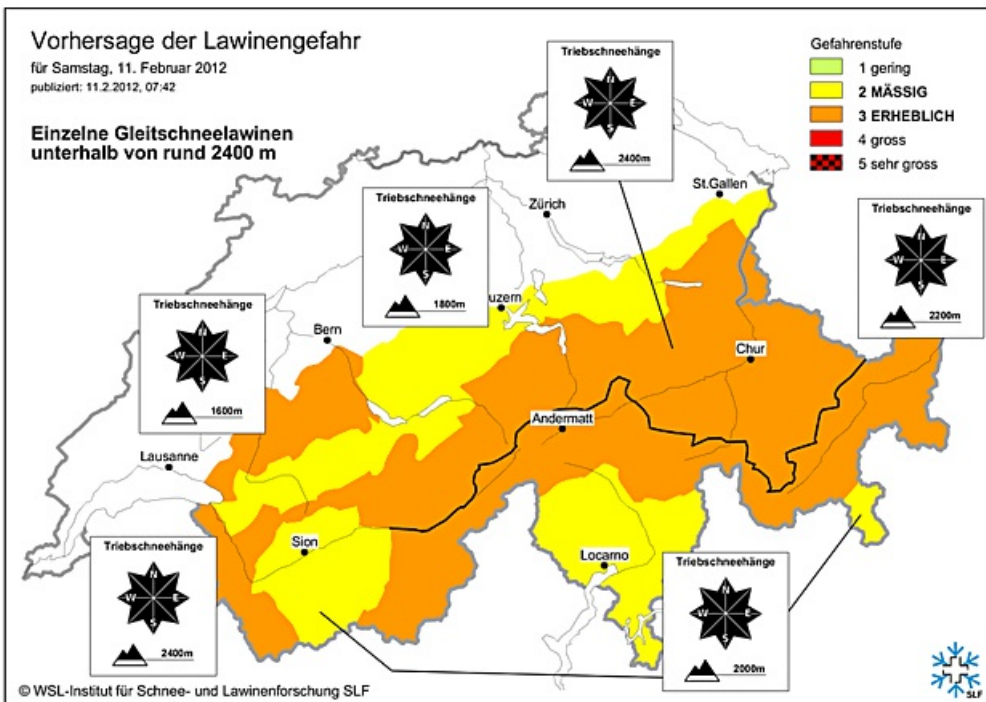 Vorhersage der Lawinengefahr
für Samstag, 11. Februar 2012
publiziert: 11.2.2012, 07:42
Einzelne Gleitschneelawinen
unterhalb von rund 2400 m
Gefahrenstufe
1 gering
2 MÄSSIG
3 ERHEBLICH
4 gross
5 sehr gross
Triebschneehänge
N
W E
S
2400m
St.Gallen
Zürich
Triebschneehänge
N
W E
S
1800m
Triebschneehänge
N
W E
S
2200m
uzern
Bern
Triebschneehänge
N
W E
S
1600m
Chur
Andermatt
Lausanne
Sion
Locarno
Triebschneehänge
N
W E
S
2400m
Triebschneehänge
N
W E
S
2000m
© WSL-Institut für Schnee- und Lawinenforschung SLF
SLF